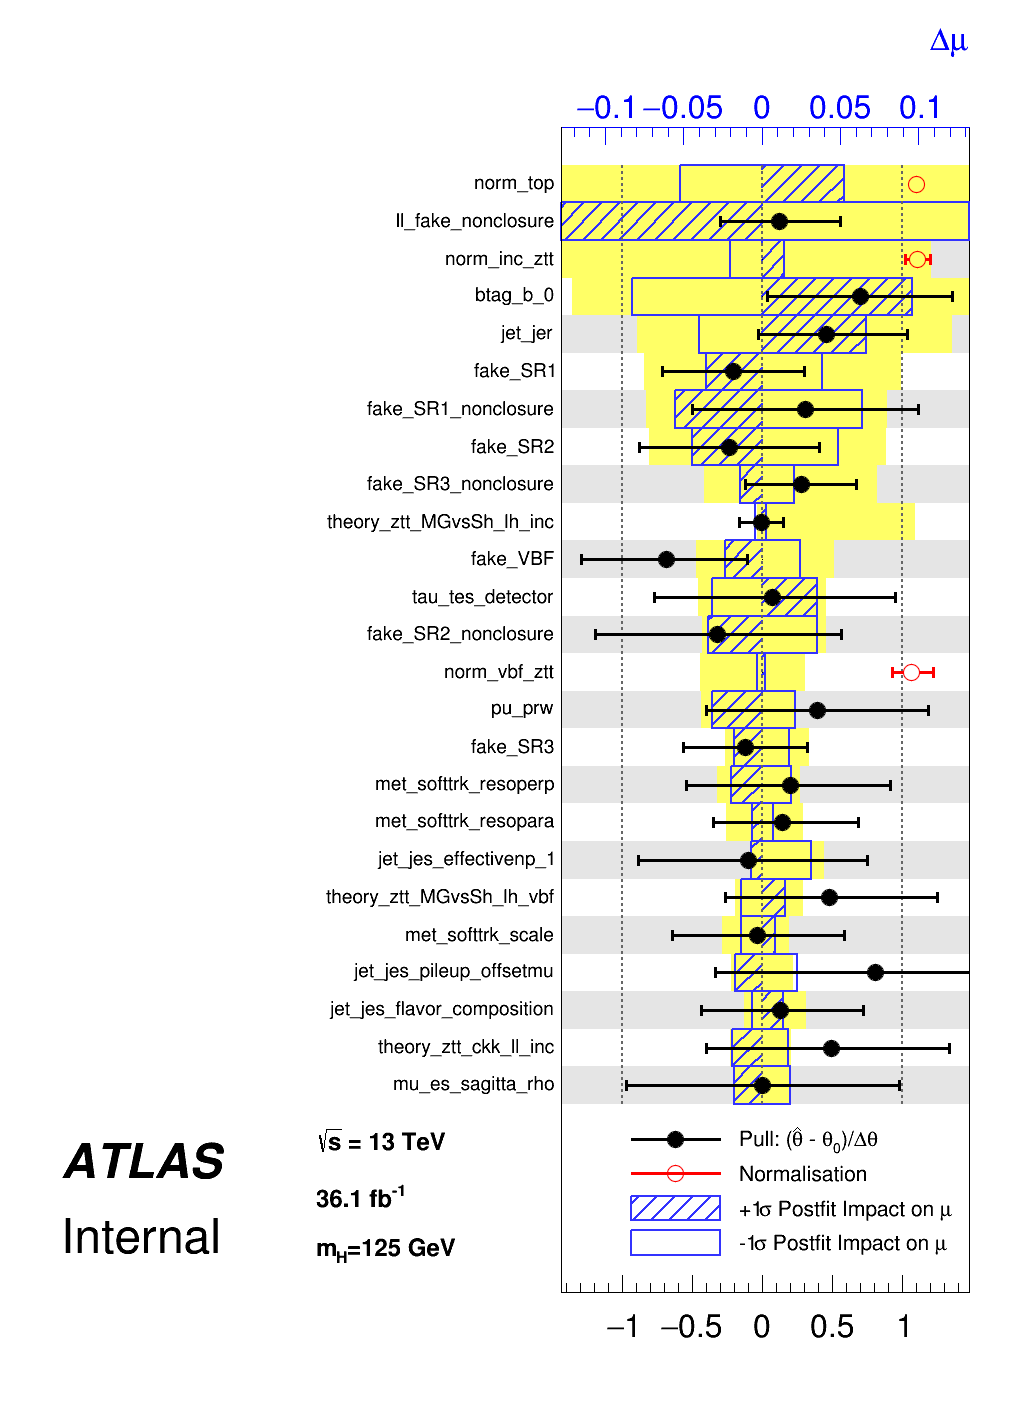 Δμ
−0.1 −0.05 0 0.05 0.1
norm_top
ll_fake_nonclosure
norm_inc_ztt
btag_b_0
jet_jer
fake_SR1
fake_SR1_nonclosure
fake_SR2
fake_SR3_nonclosure
theory_ztt_MGvsSh_lh_inc
fake_VBF
tau_tes_detector
fake_SR2_nonclosure
norm_vbf_ztt
pu_prw
fake_SR3
met_softtrk_resoperp
met_softtrk_resopara
jet_jes_effectivenp_1
theory_ztt_MGvsSh_lh_vbf
met_softtrk_scale
jet_jes_pileup_offsetmu
jet_jes_flavor_composition
theory_ztt_ckk_ll_inc
mu_es_sagitta_rho
ATLAS
Internal
√s = 13 TeV
36.1 fb⁻¹
m_H=125 GeV
Pull: (θ̂ - θ₀)/Δθ
Normalisation
+1σ Postfit Impact on μ
-1σ Postfit Impact on μ
−1 −0.5 0 0.5 1